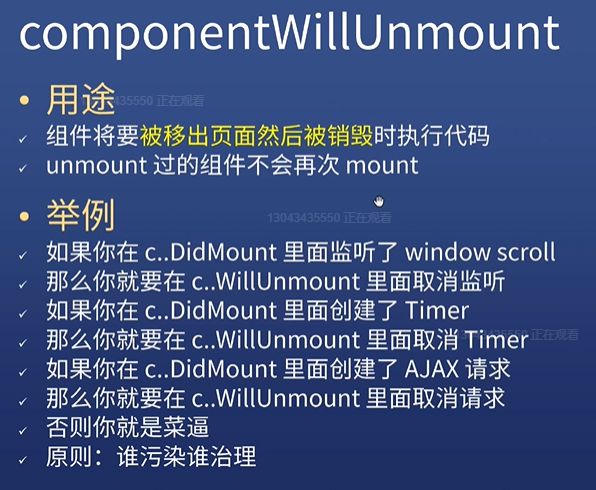 componentWillUnmount
用途
13043435550 正在观看
组件将要被移出页面然后被销毁时执行代码
unmount 过的组件不会再次 mount
举例
13043435550 正在观看
如果你在 c..DidMount 里面监听了 window scroll
那么你就要在 c..WillUnmount 里面取消监听
如果你在 c..DidMount 里面创建了 Timer
那么你就要在 c..WillUnmount 里面取消 Timer
13043435550 正在观看
如果你在 c..DidMount 里面创建了 AJAX 请求
那么你就要在 c..WillUnmount 里面取消请求
否则你就是菜逼
原则：谁污染谁治理